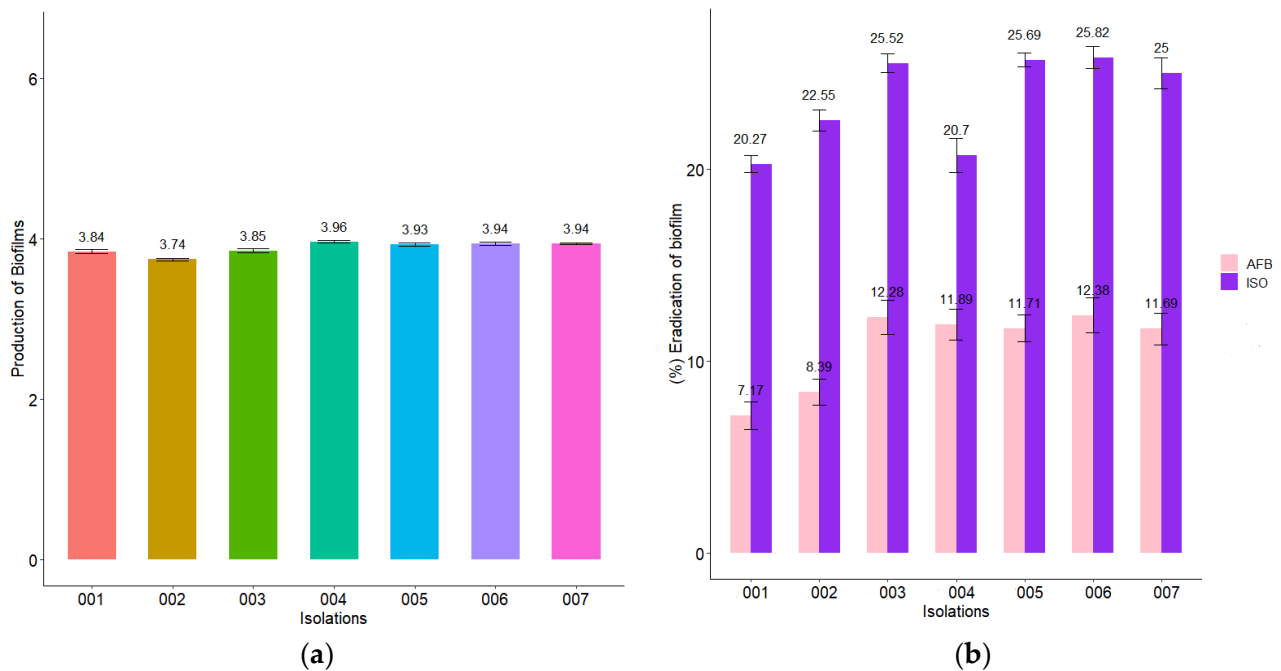 Production of Biofilms
6
4
2
0
3.84
3.74
3.85
3.96
3.93
3.94
3.94
001 002 003 004 005 006 007
Isolations
(a)
(%) Eradication of biofilm
20
10
0
20.27
22.55
25.52
20.7
25.69
25.82
25
7.17
8.39
12.28
11.89
11.71
12.38
11.69
001 002 003 004 005 006 007
Isolations
AFB
ISO
(b)